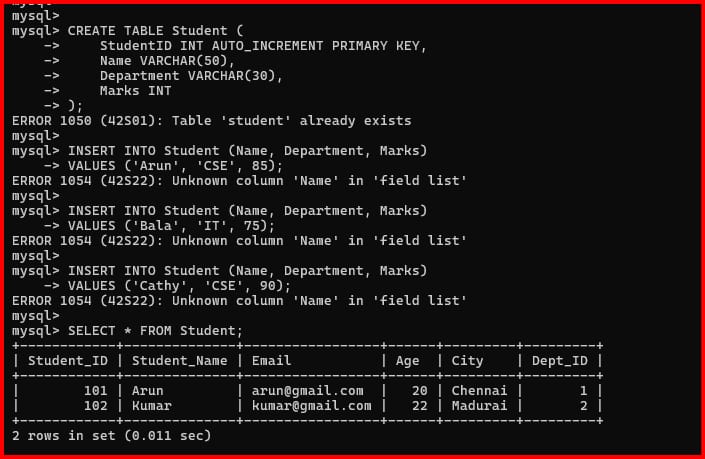 mysql>
mysql>
mysql> CREATE TABLE Student (
    ->     StudentID INT AUTO_INCREMENT PRIMARY KEY,
    ->     Name VARCHAR(50),
    ->     Department VARCHAR(30),
    ->     Marks INT
    -> );
ERROR 1050 (42S01): Table 'student' already exists
mysql>
mysql> INSERT INTO Student (Name, Department, Marks)
    -> VALUES ('Arun', 'CSE', 85);
ERROR 1054 (42S22): Unknown column 'Name' in 'field list'
mysql>
mysql> INSERT INTO Student (Name, Department, Marks)
    -> VALUES ('Bala', 'IT', 75);
ERROR 1054 (42S22): Unknown column 'Name' in 'field list'
mysql>
mysql> INSERT INTO Student (Name, Department, Marks)
    -> VALUES ('Cathy', 'CSE', 90);
ERROR 1054 (42S22): Unknown column 'Name' in 'field list'
mysql>
mysql> SELECT * FROM Student;
+------------+--------------+-----------------+------+---------+---------+
| Student_ID | Student_Name | Email           | Age  | City    | Dept_ID |
+------------+--------------+-----------------+------+---------+---------+
|        101 | Arun         | arun@gmail.com  |   20 | Chennai |       1 |
|        102 | Kumar        | kumar@gmail.com |   22 | Madurai |       2 |
+------------+--------------+-----------------+------+---------+---------+
2 rows in set (0.011 sec)